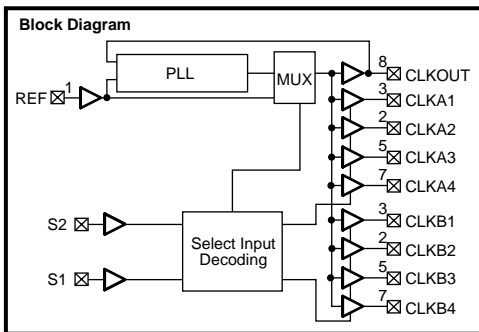 Block Diagram
PLL
MUX
REF 1
8 CLKOUT
3 CLKA1
2 CLKA2
5 CLKA3
7 CLKA4
S2
S1
Select Input
Decoding
3 CLKB1
2 CLKB2
5 CLKB3
7 CLKB4